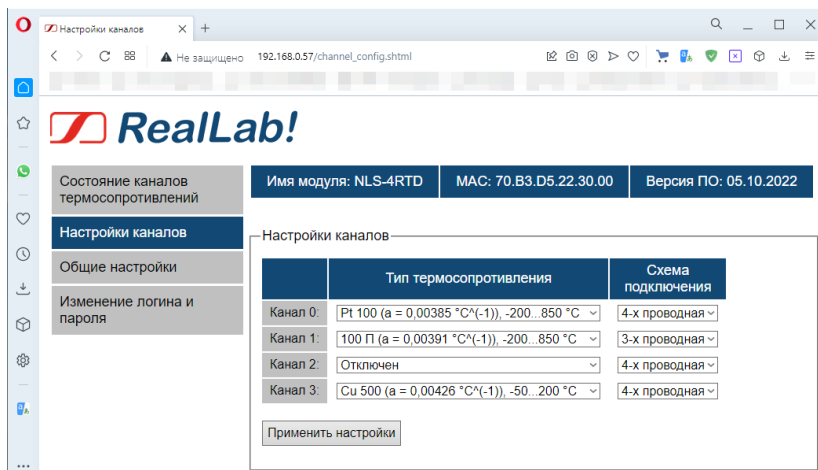 Настройки каналов
Не защищено 192.168.0.57/channel_config.shtml
RealLab!
Состояние каналов
термосопротивлений
Настройки каналов
Общие настройки
Изменение логина и
пароля
Имя модуля: NLS-4RTD
MAC: 70.B3.D5.22.30.00
Версия ПО: 05.10.2022
Настройки каналов
Тип термосопротивления
Схема
подключения
Канал 0: Pt 100 (a = 0,00385 °C^(-1)), -200...850 °C 4-х проводная
Канал 1: 100 П (a = 0,00391 °C^(-1)), -200...850 °C 3-х проводная
Канал 2: Отключен 4-х проводная
Канал 3: Cu 500 (a = 0,00426 °C^(-1)), -50...200 °C 4-х проводная
Применить настройки